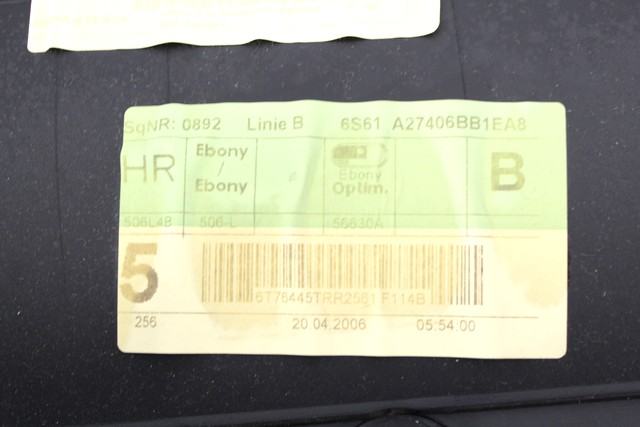 SqNR: 0892 Linie B 6S61 A27406BB1EA8
HR Ebony / Ebony Ebony Optim. B
506L4B 506-L 56630A
5
6T76445TRR2561 F114B
256 20.04.2006 05:54:00